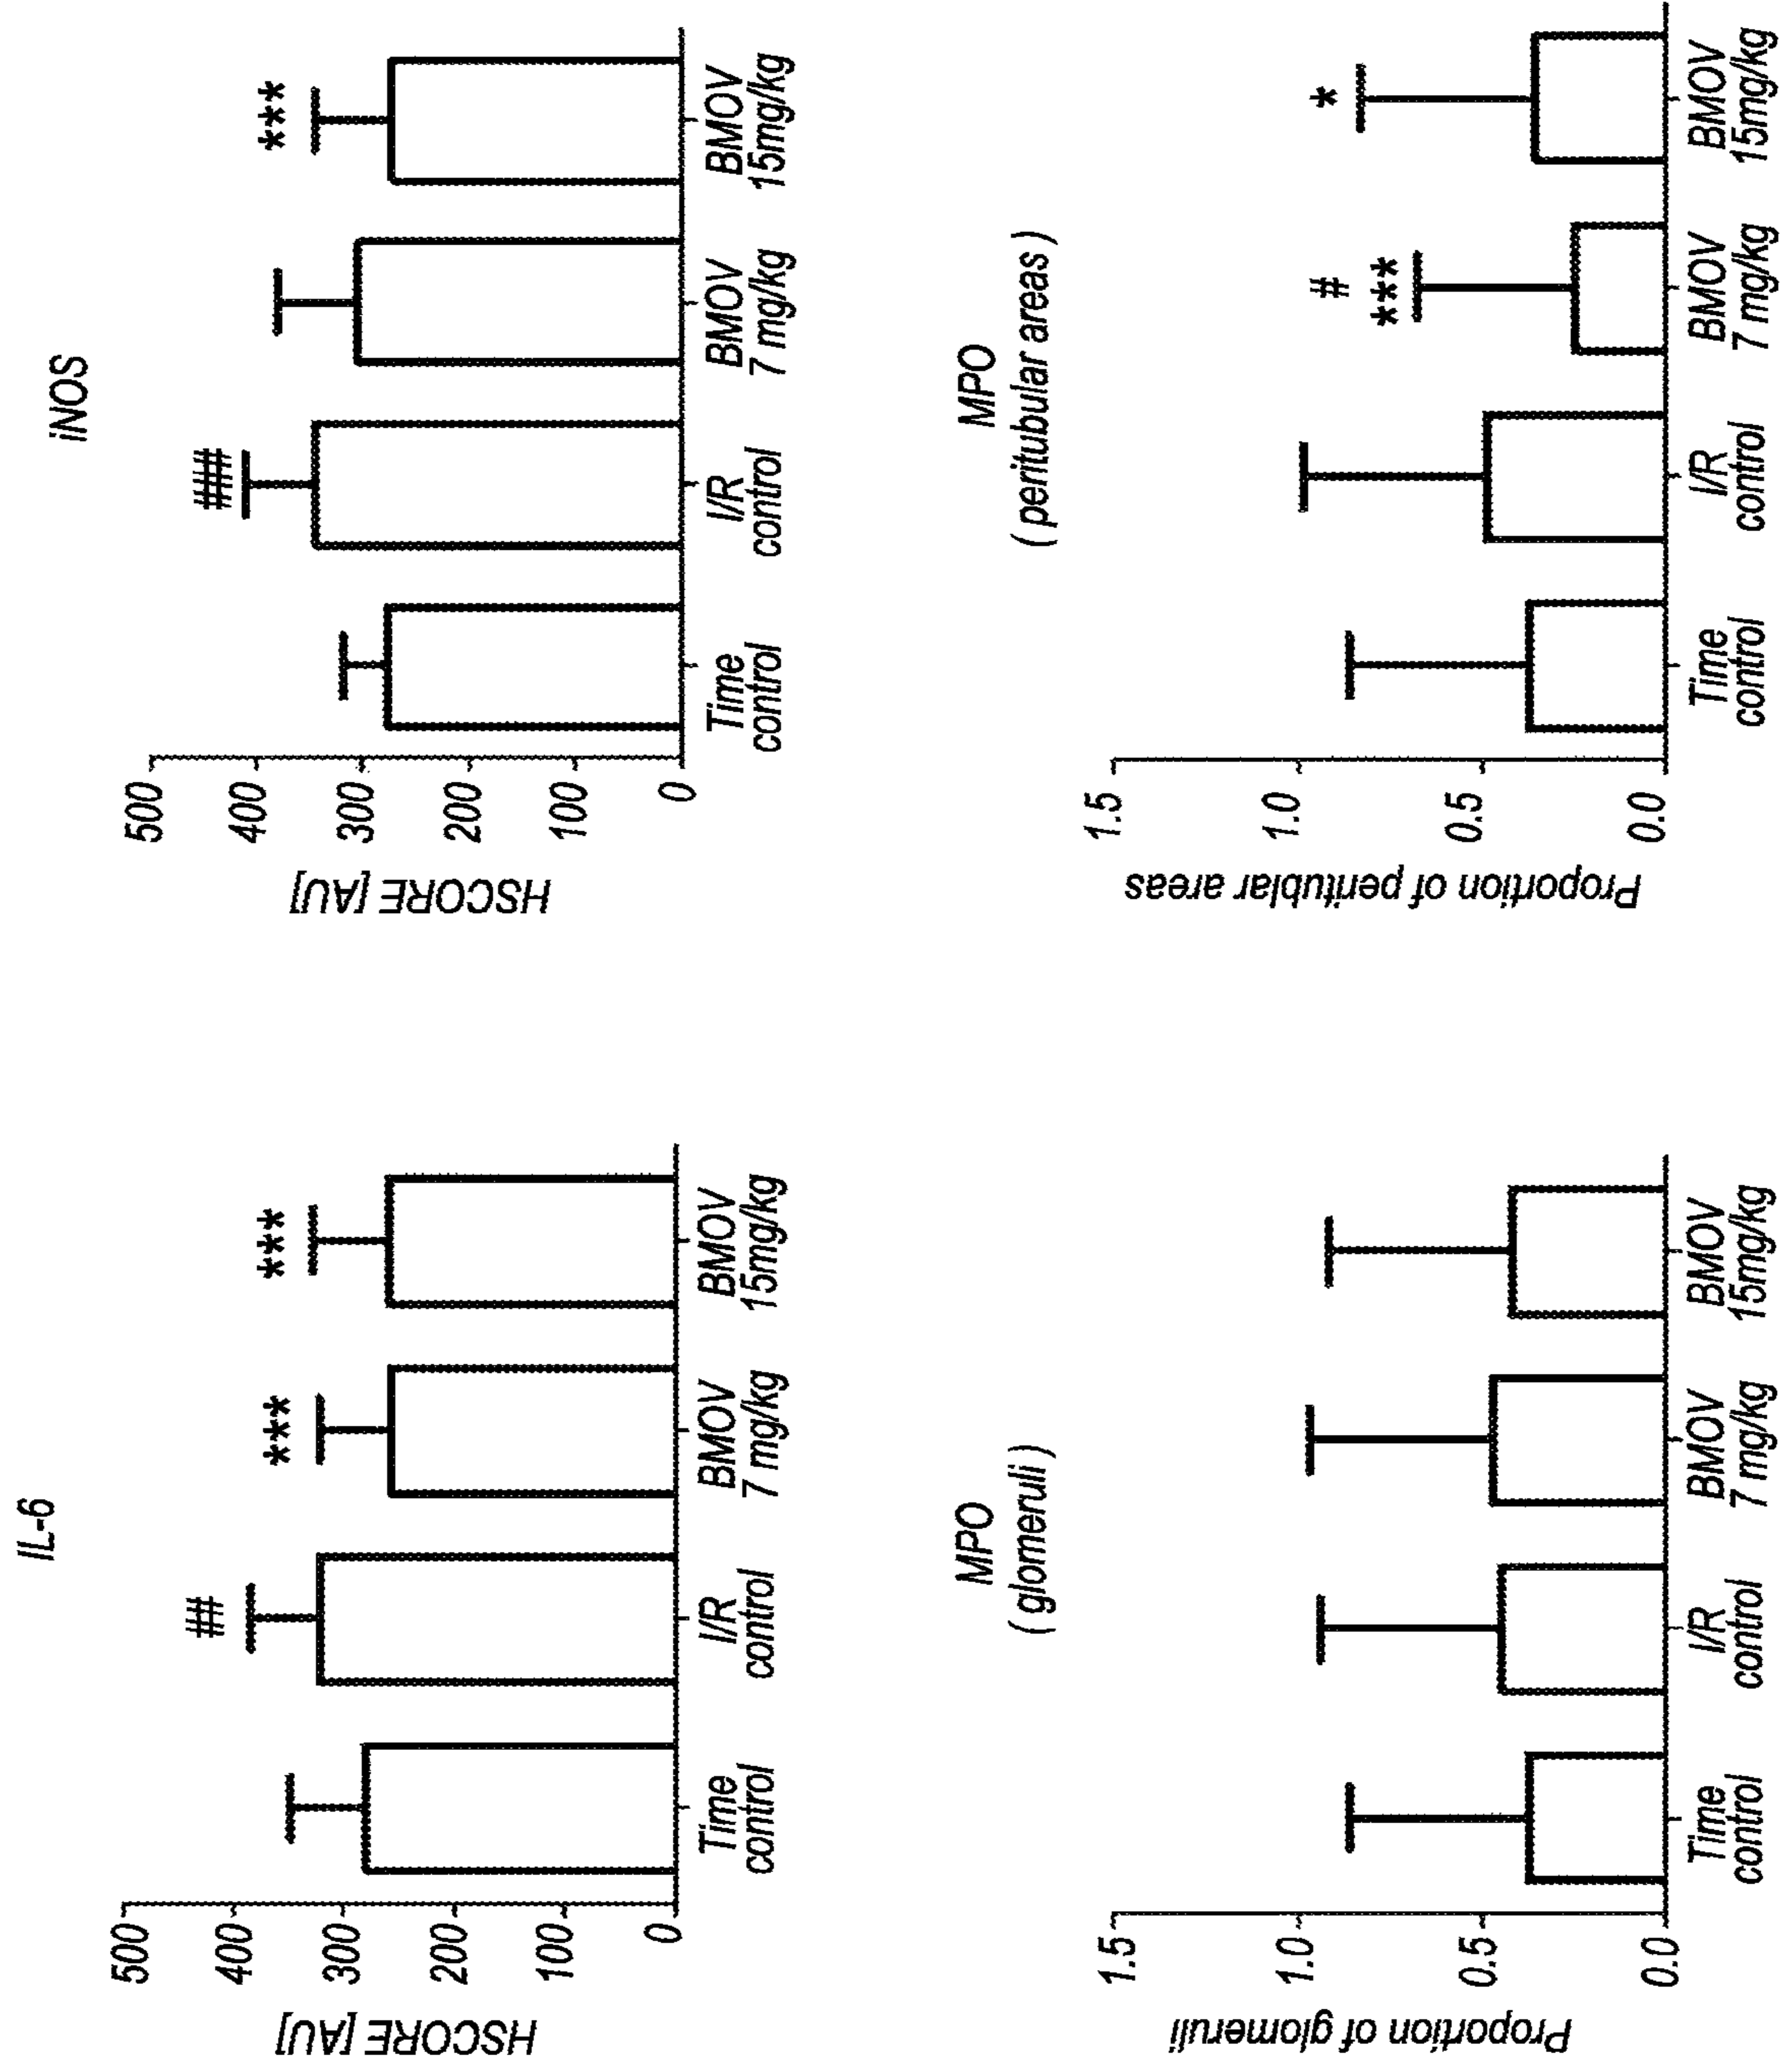 IL-6
HSCORE [AU]
500
400
300
200
100
0
##
***
***
Time control
I/R control
BMOV 7 mg/kg
BMOV 15mg/kg
iNOS
HSCORE [AU]
500
400
300
200
100
0
###
***
Time control
I/R control
BMOV 7 mg/kg
BMOV 15mg/kg
MPO
( glomeruli )
Proportion of glomeruli
1.5
1.0
0.5
0.0
Time control
I/R control
BMOV 7 mg/kg
BMOV 15mg/kg
MPO
( peritubular areas )
Proportion of peritublar areas
1.5
1.0
0.5
0.0
#
***
*
Time control
I/R control
BMOV 7 mg/kg
BMOV 15mg/kg